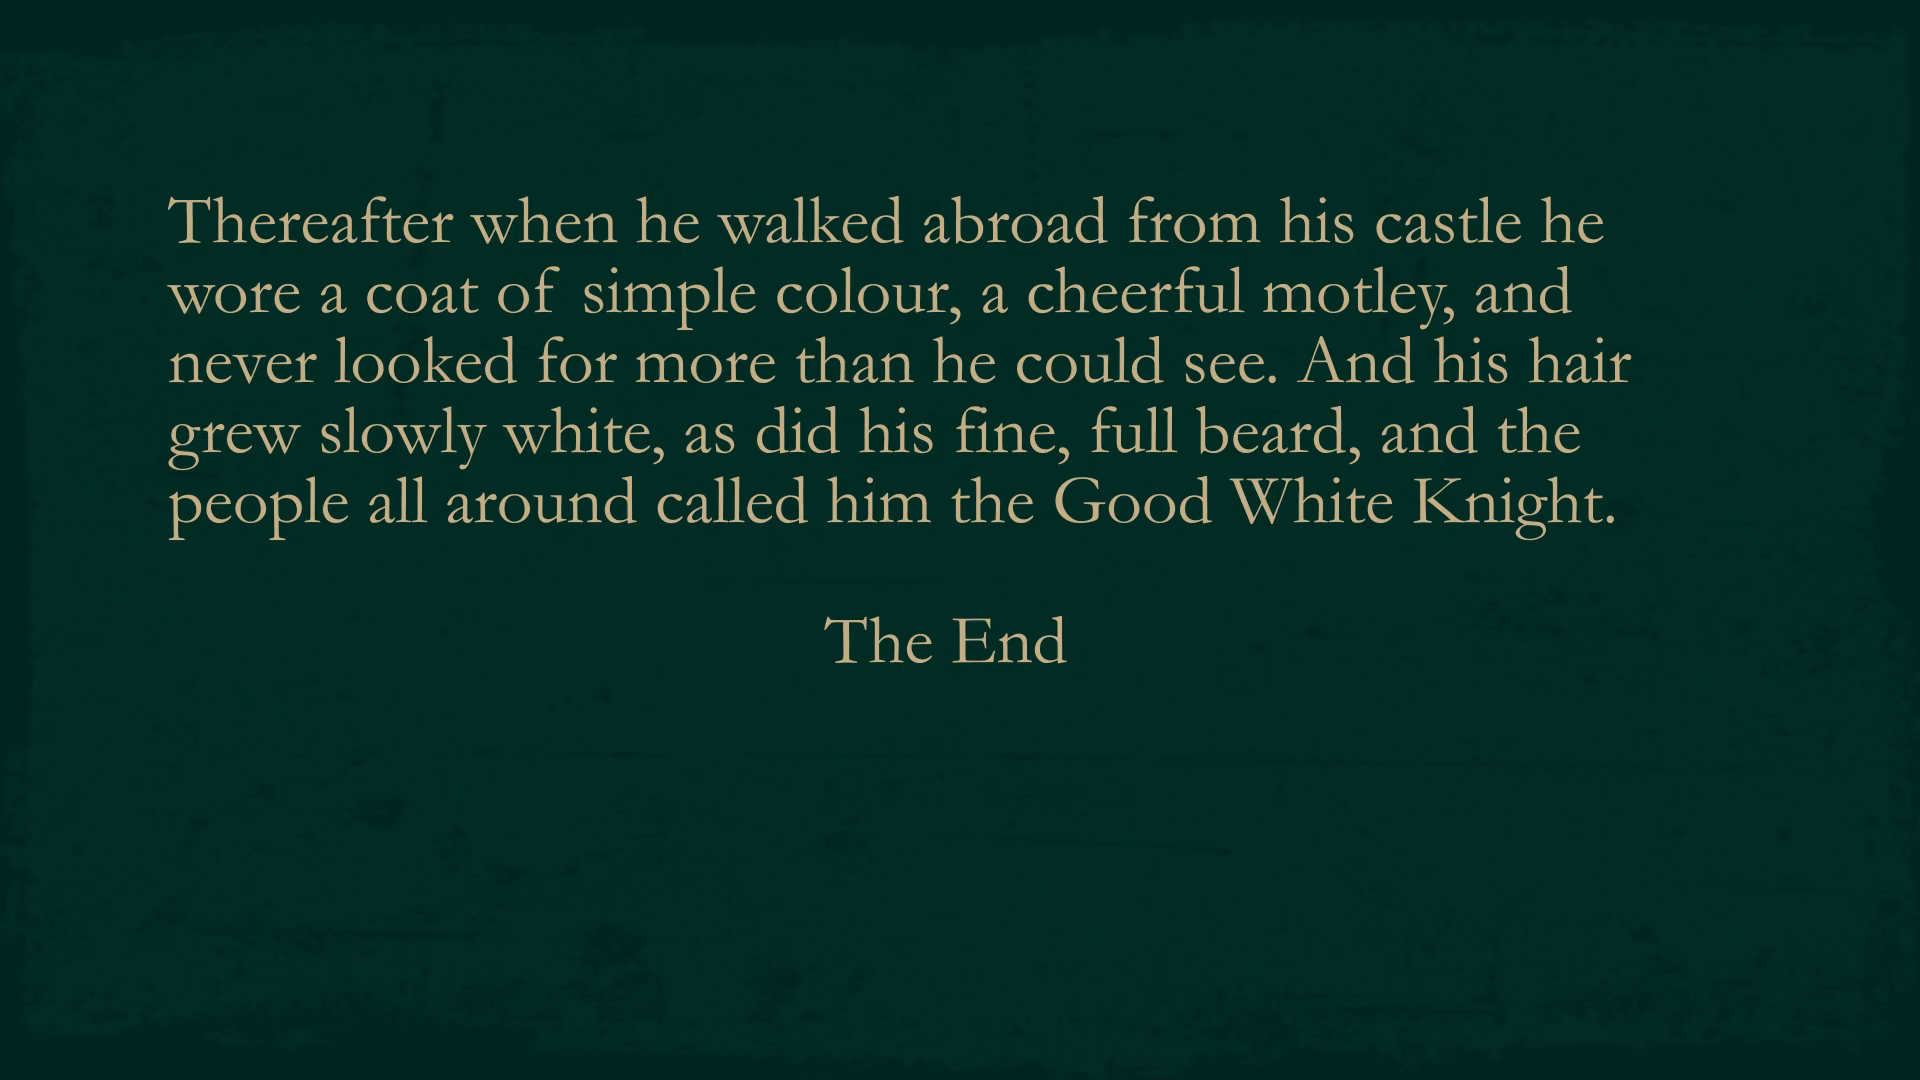 Thereafter when he walked abroad from his castle he
wore a coat of simple colour, a cheerful motley, and
never looked for more than he could see. And his hair
grew slowly white, as did his fine, full beard, and the
people all around called him the Good White Knight.
The End